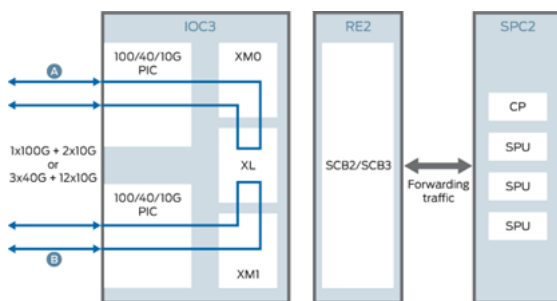 IOC3
RE2
SPC2
100/40/10G
PIC
XM0
A
CP
1x100G + 2x10G
or
3x40G + 12x10G
XL
SCB2/SCB3
Forwarding
traffic
SPU
SPU
SPU
100/40/10G
PIC
B
XM1